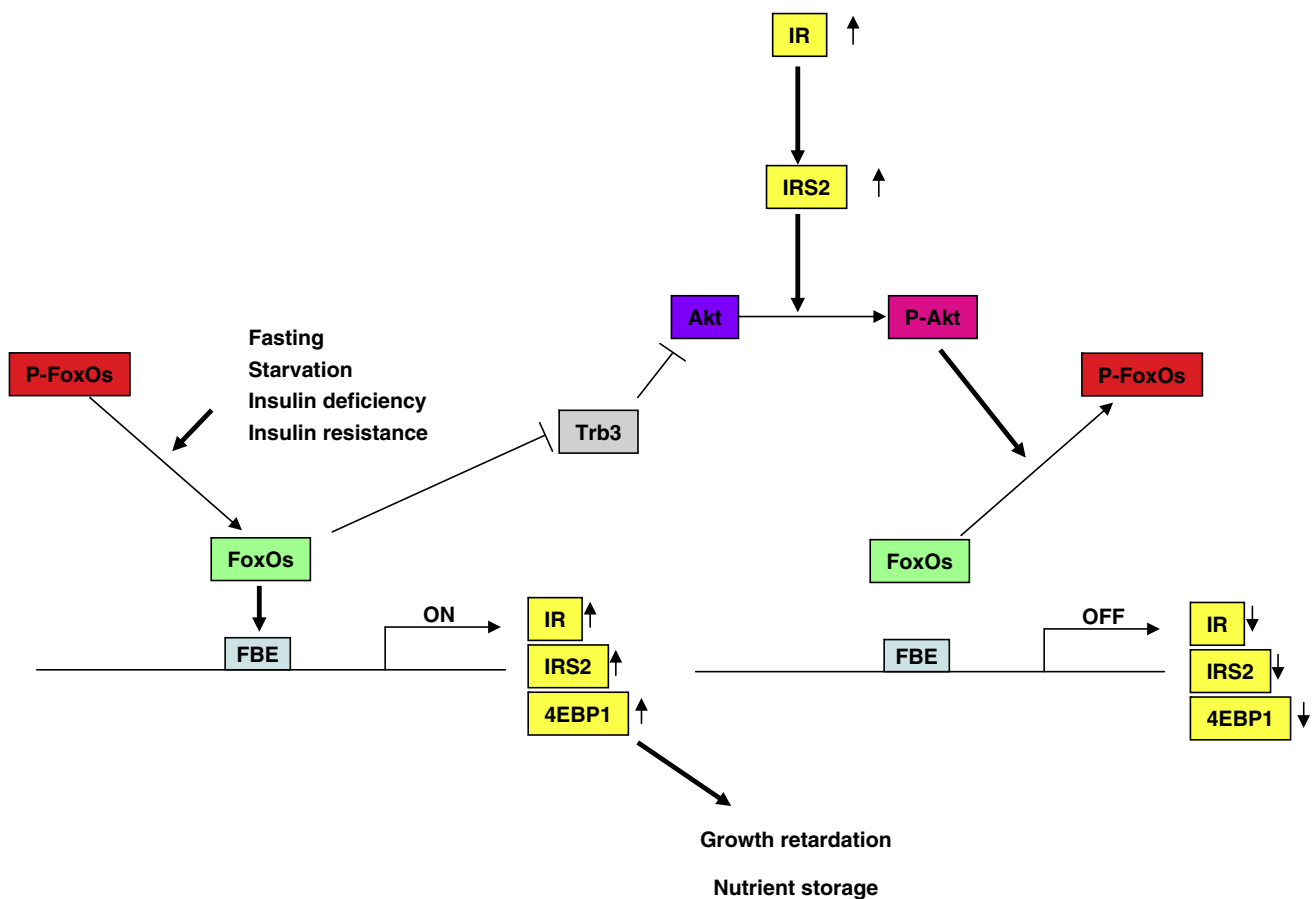 IR
IRS2
Akt
P-Akt
Fasting
Starvation
Insulin deficiency
Insulin resistance
P-FoxOs
P-FoxOs
Trb3
FoxOs
FoxOs
ON
IR
FBE
IRS2
4EBP1
OFF
IR
FBE
IRS2
4EBP1
Growth retardation
Nutrient storage